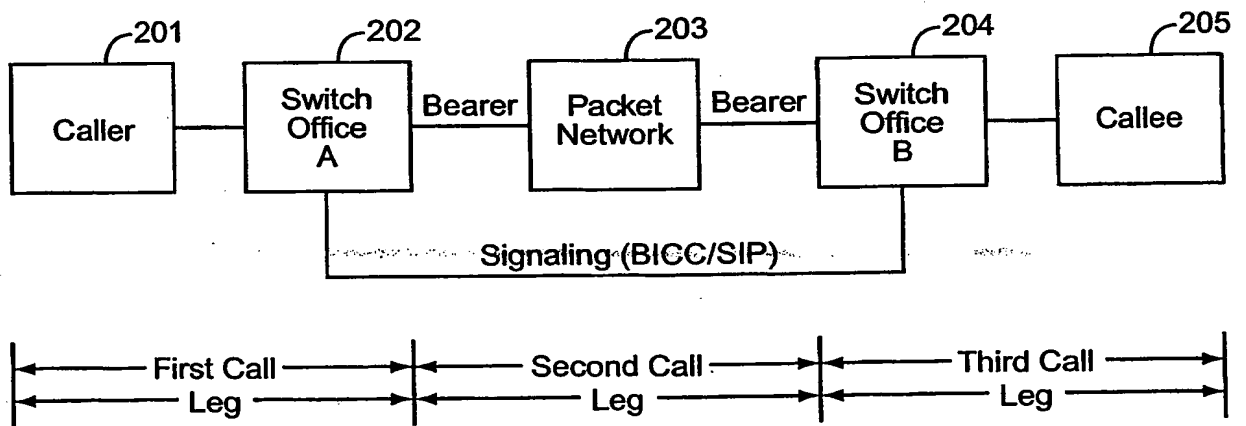 201
202
203
204
205
Caller
Switch
Office
A
Bearer
Packet
Network
Bearer
Switch
Office
B
Callee
Signaling (BICC/SIP)
First Call
Leg
Second Call
Leg
Third Call
Leg